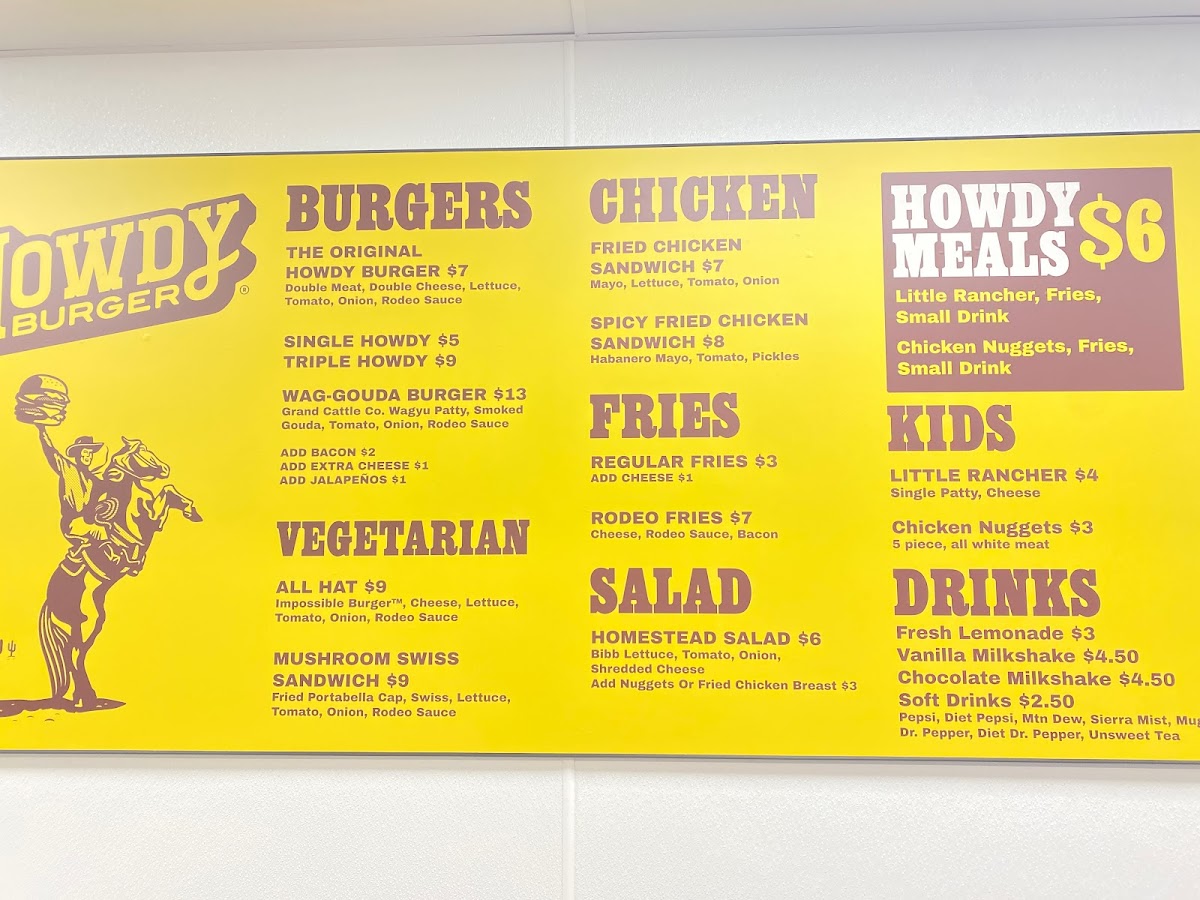 HOWDY
BURGER
®
BURGERS
THE ORIGINAL
HOWDY BURGER $7
Double Meat, Double Cheese, Lettuce,
Tomato, Onion, Rodeo Sauce
SINGLE HOWDY $5
TRIPLE HOWDY $9
WAG-GOUDA BURGER $13
Grand Cattle Co. Wagyu Patty, Smoked
Gouda, Tomato, Onion, Rodeo Sauce
ADD BACON $2
ADD EXTRA CHEESE $1
ADD JALAPEÑOS $1
VEGETARIAN
ALL HAT $9
Impossible Burger™, Cheese, Lettuce,
Tomato, Onion, Rodeo Sauce
MUSHROOM SWISS
SANDWICH $9
Fried Portabella Cap, Swiss, Lettuce,
Tomato, Onion, Rodeo Sauce
CHICKEN
FRIED CHICKEN
SANDWICH $7
Mayo, Lettuce, Tomato, Onion
SPICY FRIED CHICKEN
SANDWICH $8
Habanero Mayo, Tomato, Pickles
FRIES
REGULAR FRIES $3
ADD CHEESE $1
RODEO FRIES $7
Cheese, Rodeo Sauce, Bacon
SALAD
HOMESTEAD SALAD $6
Bibb Lettuce, Tomato, Onion,
Shredded Cheese
Add Nuggets Or Fried Chicken Breast $3
HOWDY
MEALS $6
Little Rancher, Fries,
Small Drink
Chicken Nuggets, Fries,
Small Drink
KIDS
LITTLE RANCHER $4
Single Patty, Cheese
Chicken Nuggets $3
5 piece, all white meat
DRINKS
Fresh Lemonade $3
Vanilla Milkshake $4.50
Chocolate Milkshake $4.50
Soft Drinks $2.50
Pepsi, Diet Pepsi, Mtn Dew, Sierra Mist, Mug
Dr. Pepper, Diet Dr. Pepper, Unsweet Tea